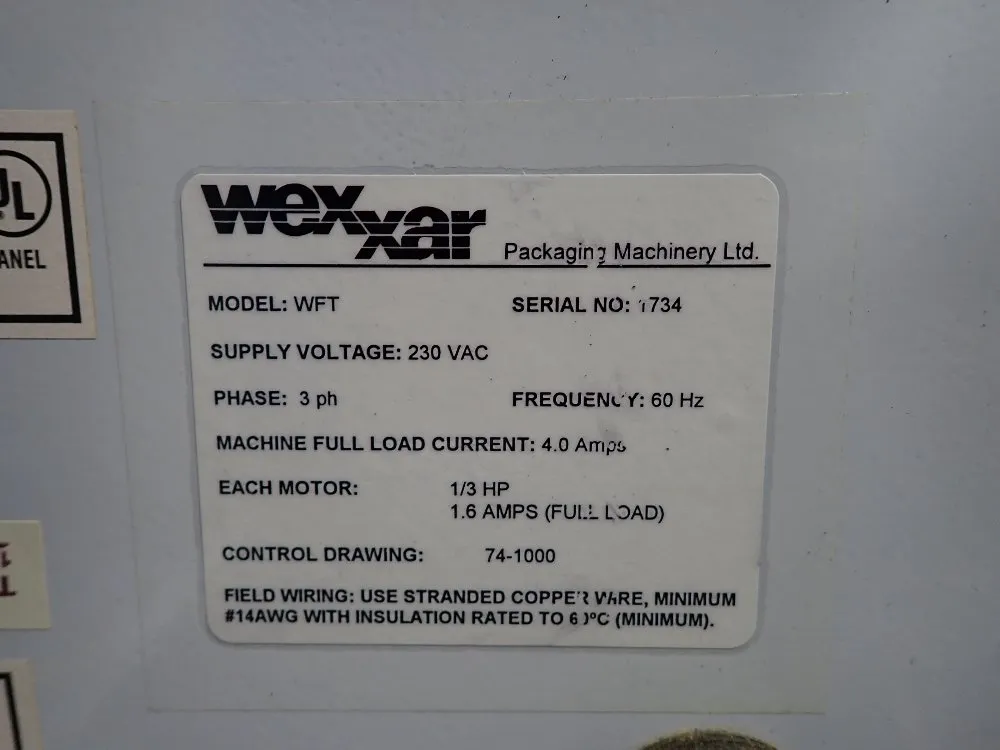 wexxar
Packaging Machinery Ltd.
MODEL: WFT SERIAL NO: 1734
SUPPLY VOLTAGE: 230 VAC
PHASE: 3 ph FREQUENCY: 60 Hz
MACHINE FULL LOAD CURRENT: 4.0 Amps
EACH MOTOR: 1/3 HP
1.6 AMPS (FULL LOAD)
CONTROL DRAWING: 74-1000
FIELD WIRING: USE STRANDED COPPER WIRE, MINIMUM
#14AWG WITH INSULATION RATED TO 60ºC (MINIMUM).
UL
ANEL